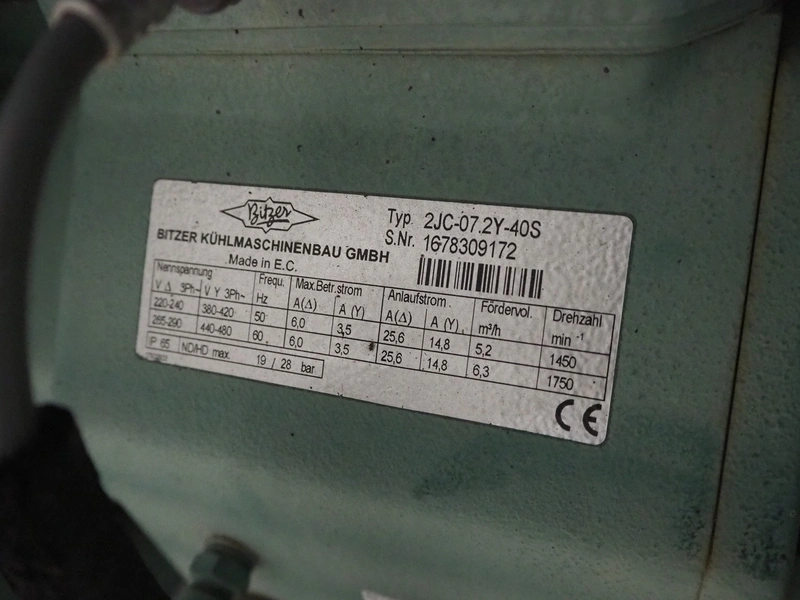 Bitzer
Typ 2JC-07.2Y-40S
S.Nr. 1678309172
BITZER KÜHLMASCHINENBAU GMBH
Made in E.C.
Nennspannung Frequ. Max.Betr.strom Anlaufstrom Fördervol. Drehzahl
V Δ 3Ph~ V Y 3Ph~ Hz A(Δ) A (Y) A(Δ) A (Y) m³/h min -1
220-240 380-420 50 6,0 3,5 25,6 14,8 5,2 1450
265-290 440-480 60 6,0 3,5 25,6 14,8 6,3 1750
IP 65 ND/HD max. 19 / 28 bar
CE